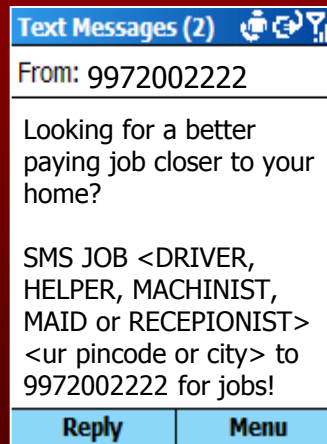 Text Messages (2)
From: 9972002222
Looking for a better
paying job closer to your
home?
SMS JOB <DRIVER,
HELPER, MACHINIST,
MAID or RECEPIONIST>
<ur pincode or city> to
9972002222 for jobs!
Reply Menu